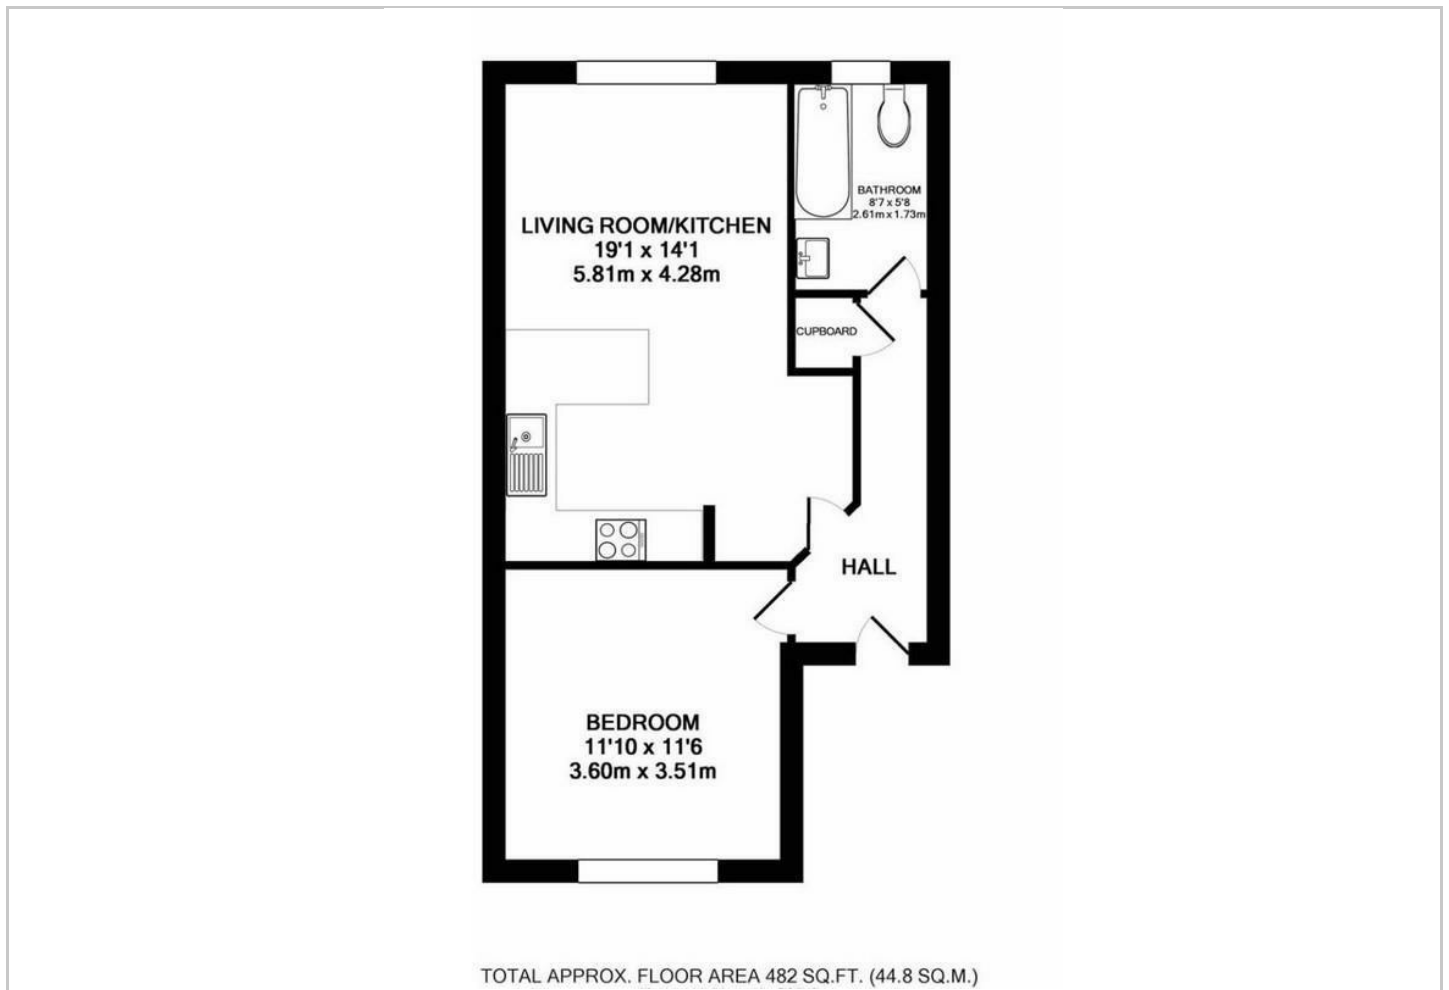 LIVING ROOM/KITCHEN
19'1 x 14'1
5.81m x 4.28m
BATHROOM
8'7 x 5'8
2.61m x 1.73m
CUPBOARD
HALL
BEDROOM
11'10 x 11'6
3.60m x 3.51m
TOTAL APPROX. FLOOR AREA 482 SQ.FT. (44.8 SQ.M.)